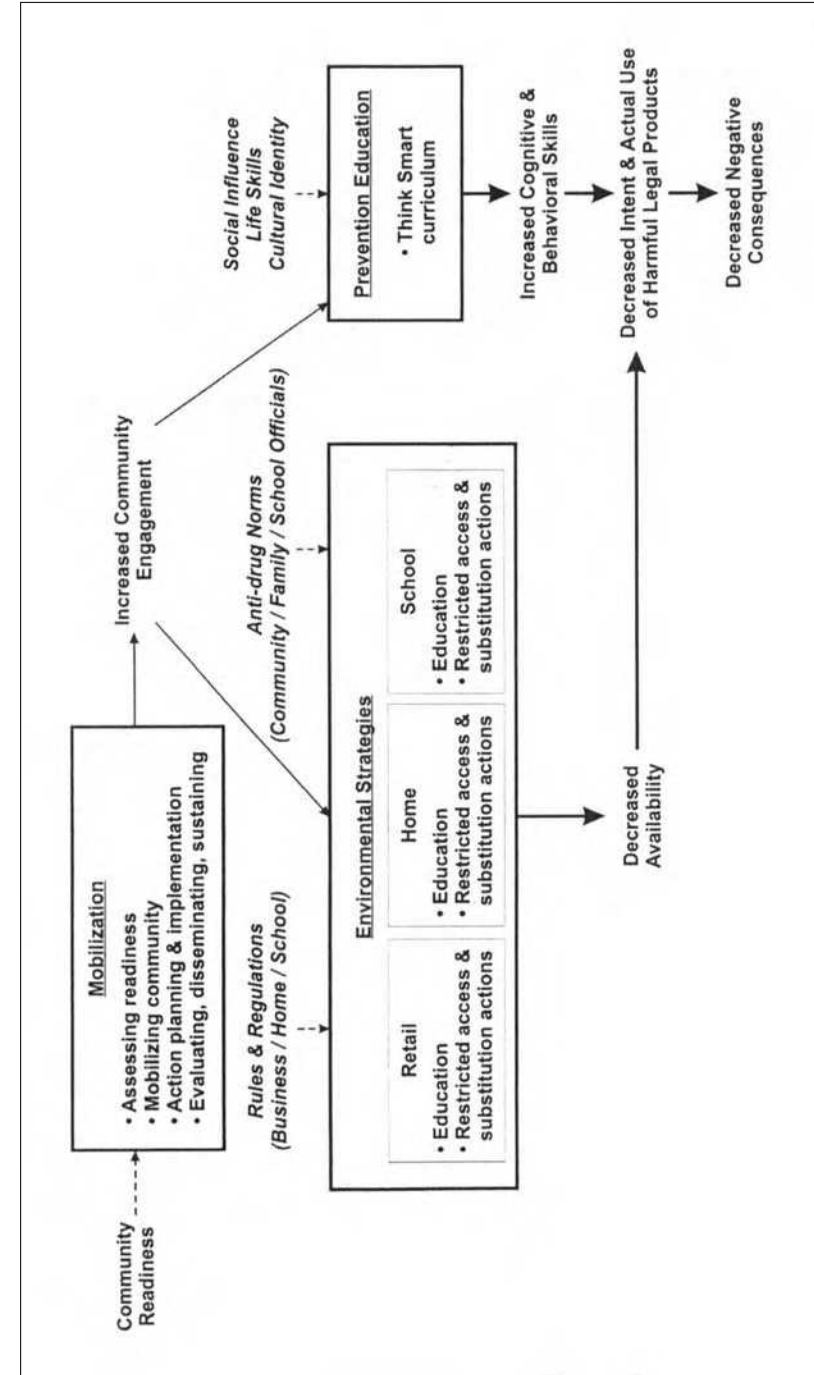 Community
Readiness
Mobilization
• Assessing readiness
• Mobilizing community
• Action planning & implementation
• Evaluating, disseminating, sustaining
Increased Community
Engagement
Rules & Regulations
(Business / Home / School)
Anti-drug Norms
(Community / Family / School Officials)
Social Influence
Life Skills
Cultural Identity
Environmental Strategies
Retail
• Education
• Restricted access &
substitution actions
Home
• Education
• Restricted access &
substitution actions
School
• Education
• Restricted access &
substitution actions
Prevention Education
• Think Smart
curriculum
Increased Cognitive &
Behavioral Skills
Decreased
Availability
Decreased Intent & Actual Use
of Harmful Legal Products
Decreased Negative
Consequences